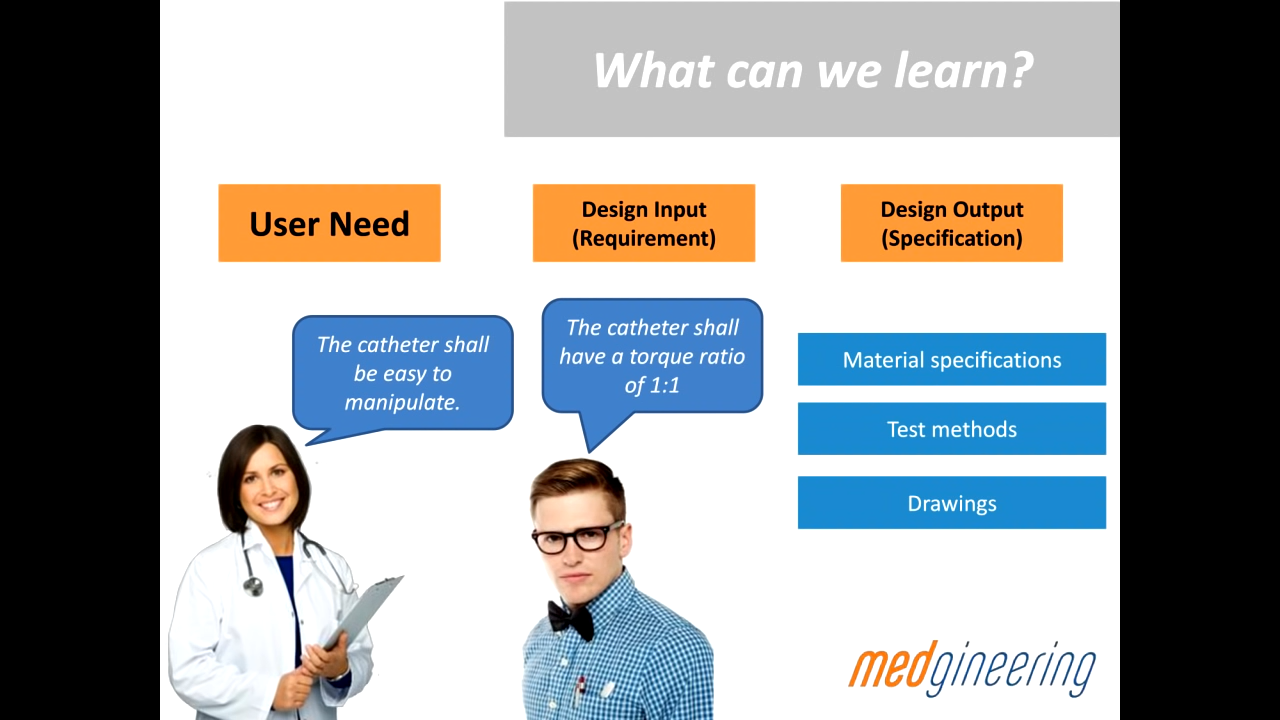 What can we learn?
User Need
Design Input
(Requirement)
Design Output
(Specification)
The catheter shall
be easy to
manipulate.
The catheter shall
have a torque ratio
of 1:1
Material specifications
Test methods
Drawings
medgineering